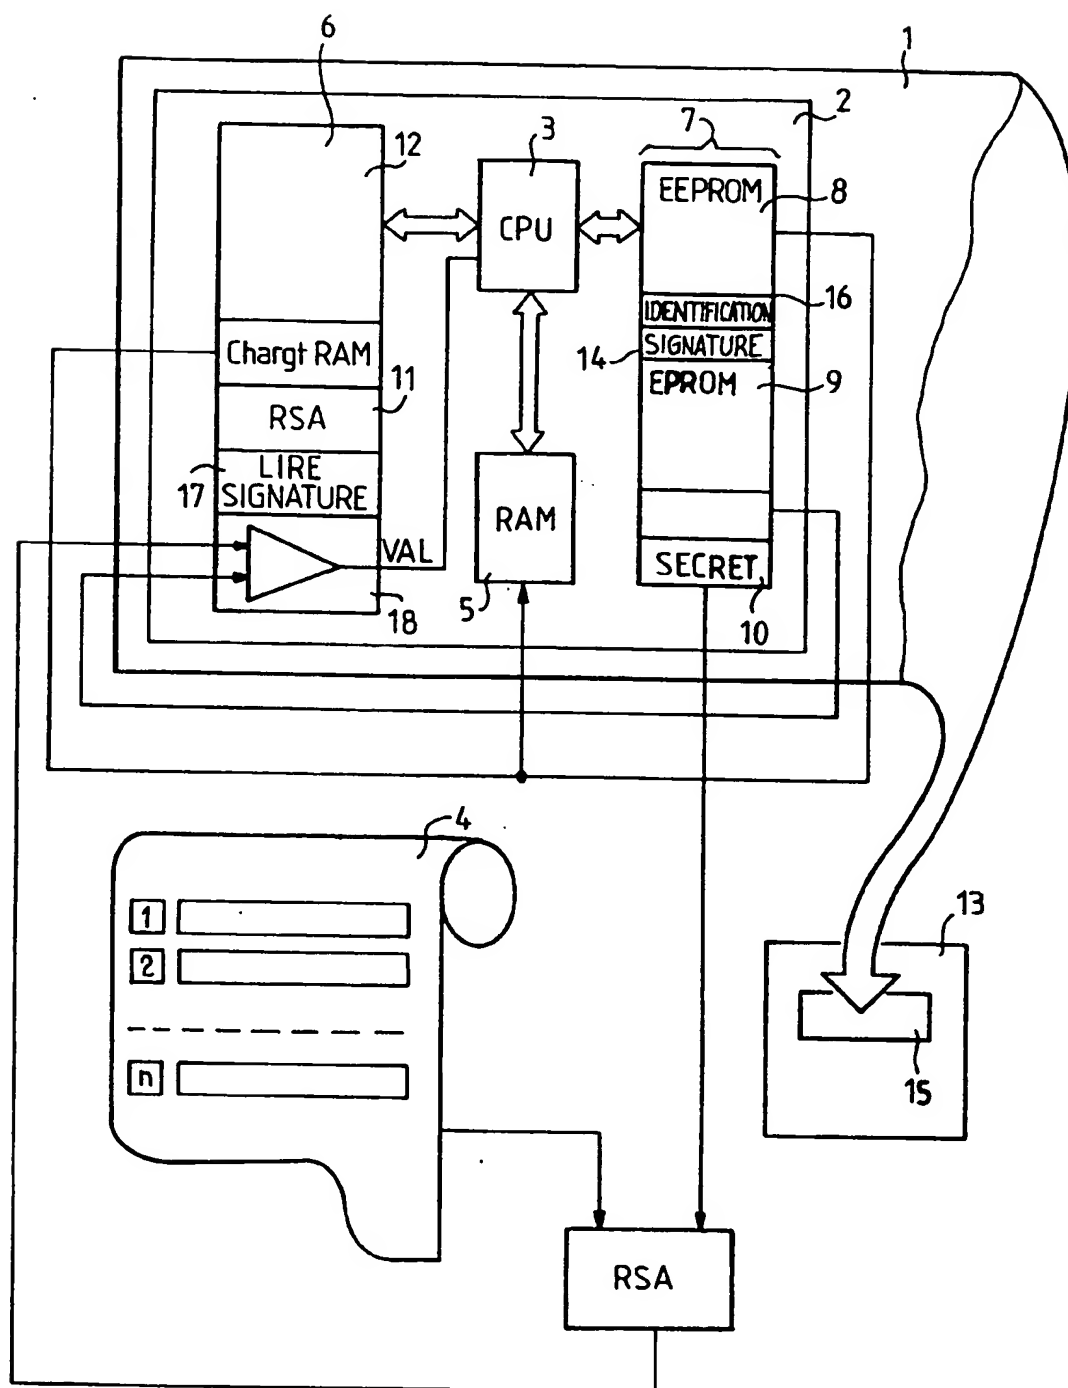 6
1
2
7
3
12
EEPROM
8
CPU
16
IDENTIFICATION
14
SIGNATURE
Chargt RAM
EPROM
9
11
RSA
LIRE
17
SIGNATURE
RAM
VAL
SECRET
5
18
10
4
1
2
n
13
15
RSA